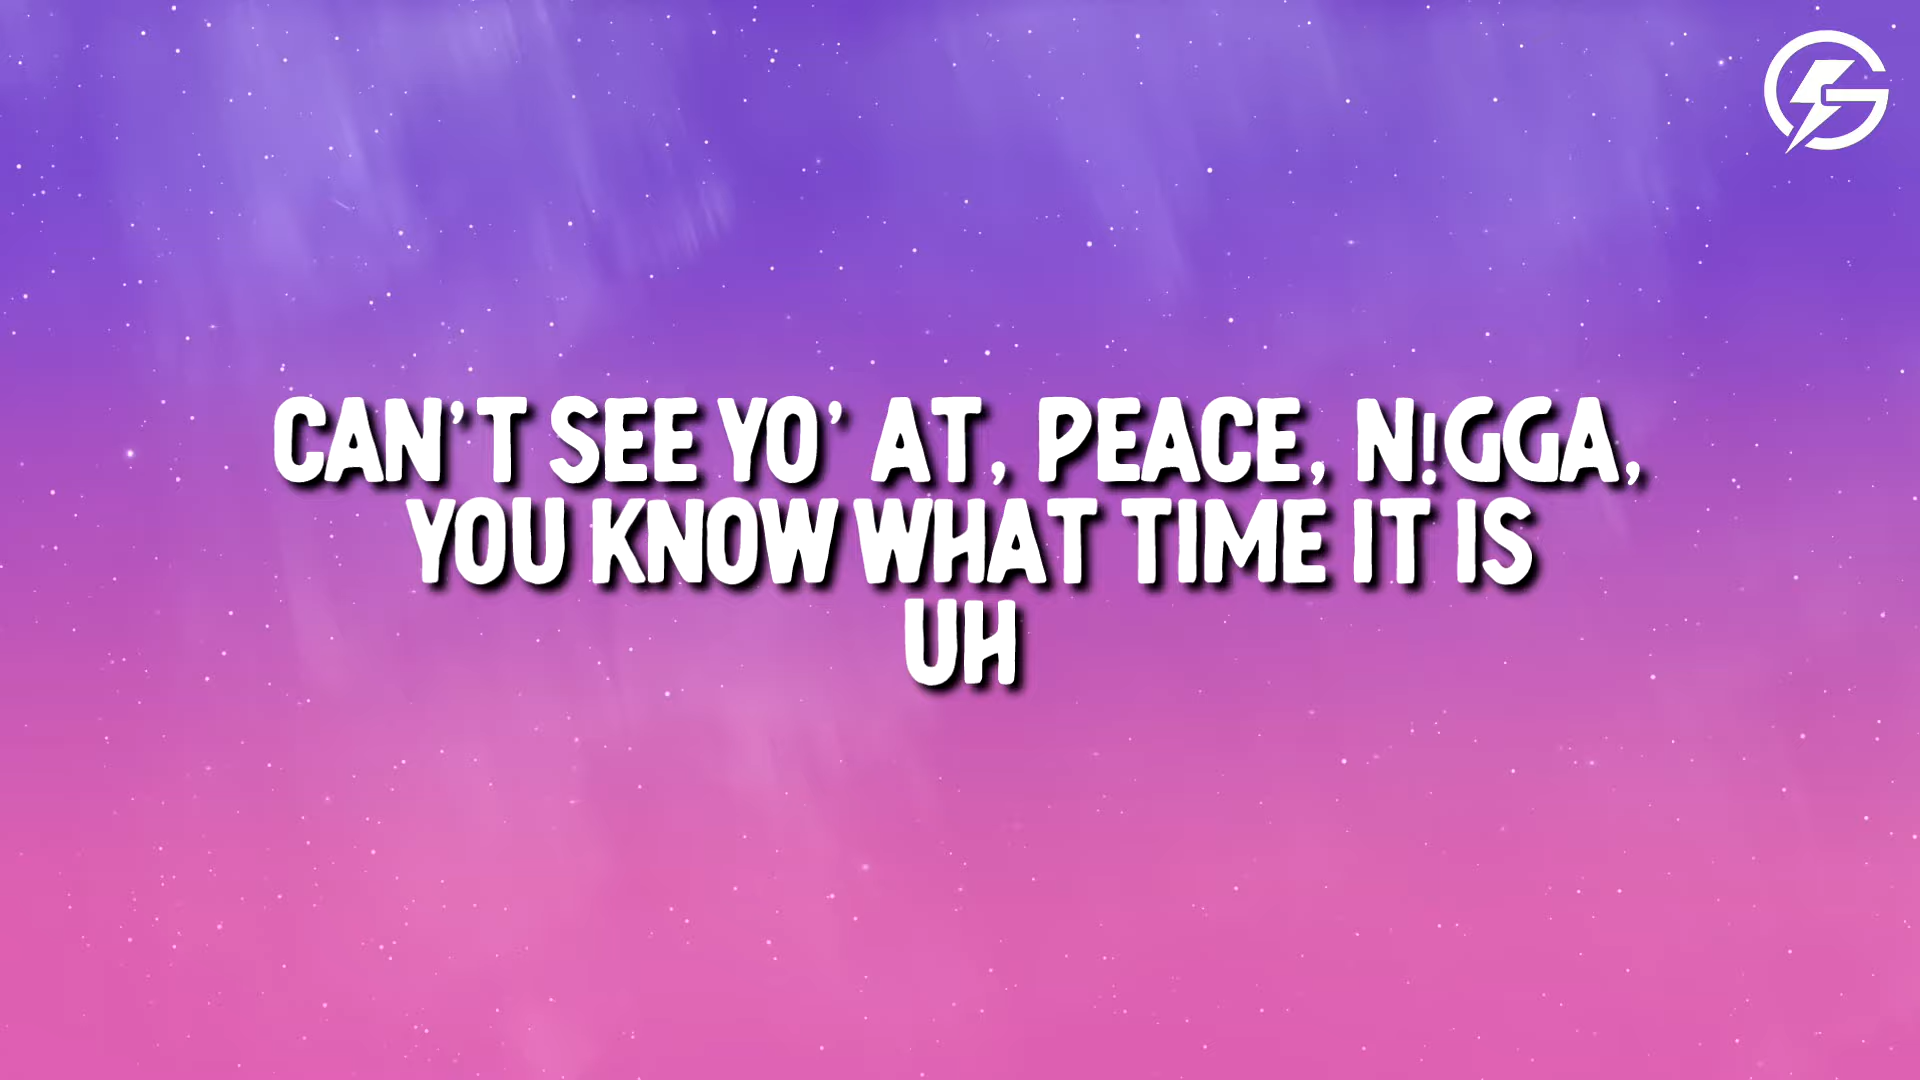 CAN'T SEE YO' AT, PEACE, N!GGA,
YOU KNOW WHAT TIME IT IS
UH